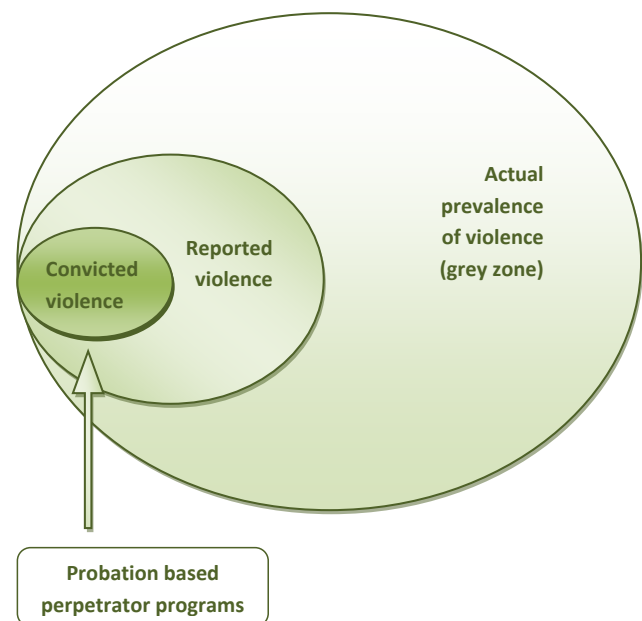 Actual
prevalence
of violence
(grey zone)
Reported
violence
Convicted
violence
Probation based
perpetrator programs